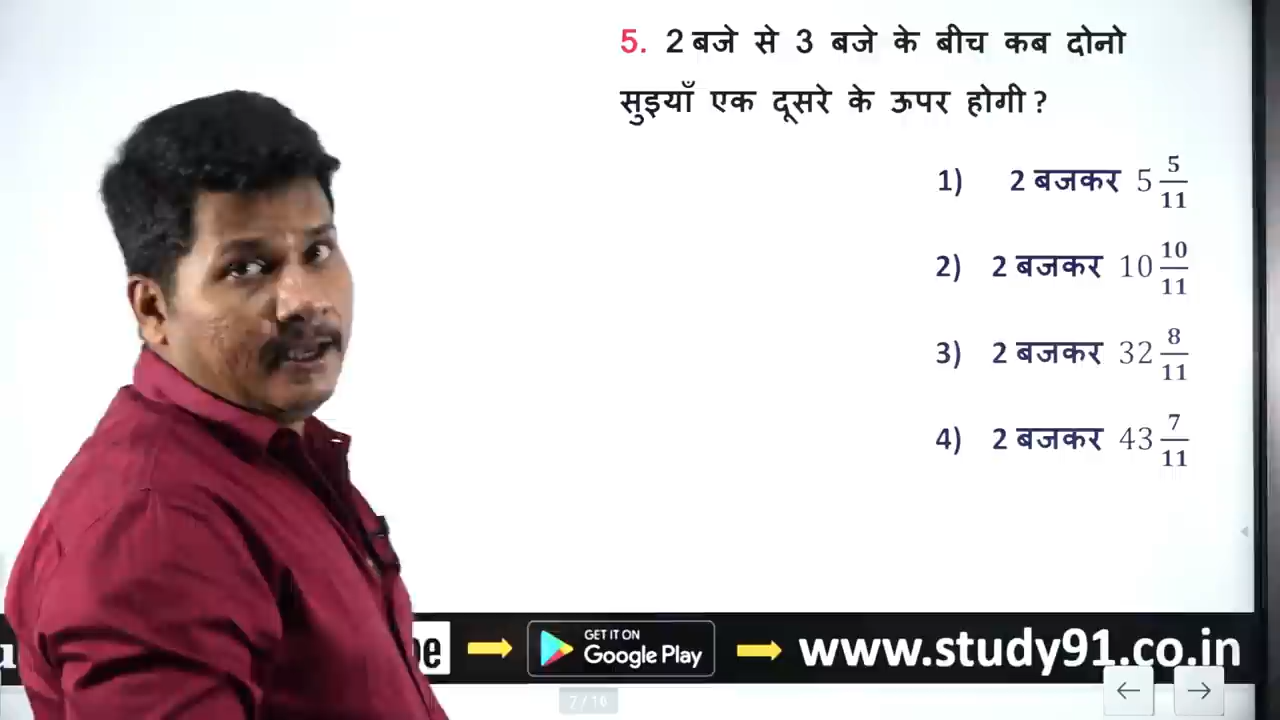 5. 2 बजे से 3 बजे के बीच कब दोनो
सुइयाँ एक दूसरे के ऊपर होगी ?
1) 2 बजकर 5 5/11
2) 2 बजकर 10 10/11
3) 2 बजकर 32 8/11
4) 2 बजकर 43 7/11
GET IT ON
Google Play
www.study91.co.in
7 / 16